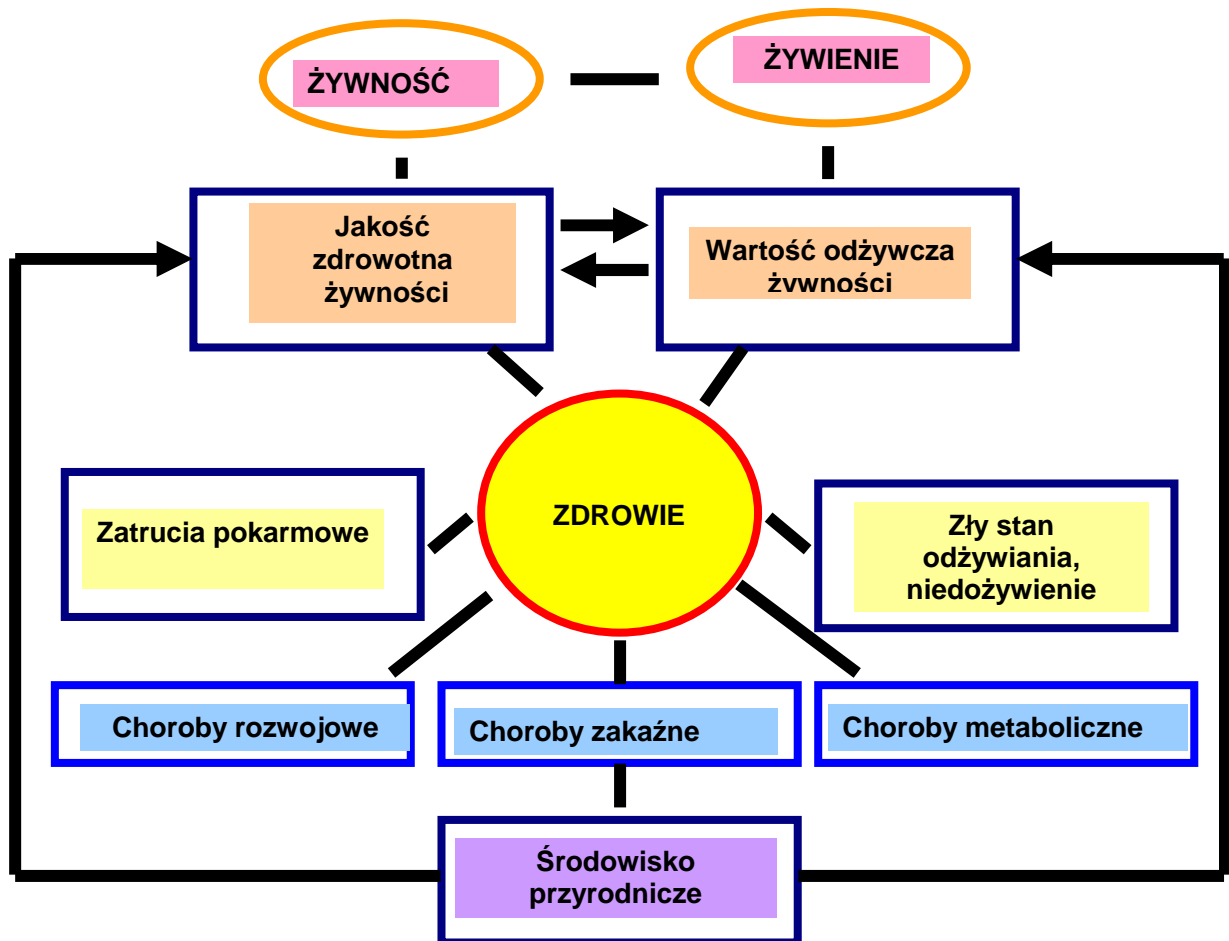 ŻYWNOŚĆ
ŻYWIENIE
Jakość
zdrowotna
żywności
Wartość odżywcza
żywności
ZDROWIE
Zatrucia pokarmowe
Zły stan
odżywiania,
niedożywienie
Choroby rozwojowe
Choroby zakaźne
Choroby metaboliczne
Środowisko
przyrodnicze